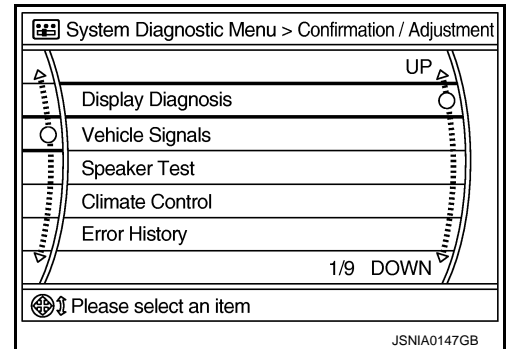 System Diagnostic Menu > Confirmation / Adjustment
UP
Display Diagnosis
Vehicle Signals
Speaker Test
Climate Control
Error History
1/9 DOWN
Please select an item
JSNIA0147GB